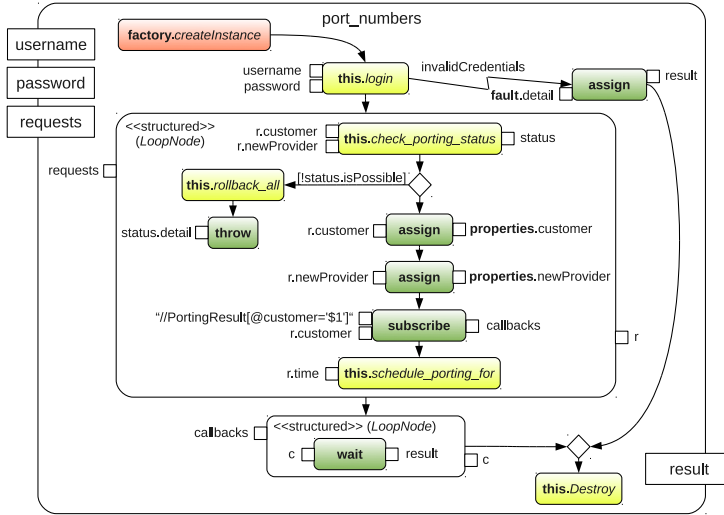 port_numbers
username
password
requests
factory.createInstance
username
password
this.login
invalidCredentials
fault.detail
assign
result
<<structured>>
(LoopNode)
requests
r.customer
r.newProvider
this.check_porting_status
status
this.rollback_all
[!status.isPossible]
status.detail
throw
r.customer
assign
properties.customer
r.newProvider
assign
properties.newProvider
“//PortingResult[@customer='$1']“
r.customer
subscribe
callbacks
r
r.time
this.schedule_porting_for
callbacks
<<structured>> (LoopNode)
c
wait
result
c
this.Destroy
result